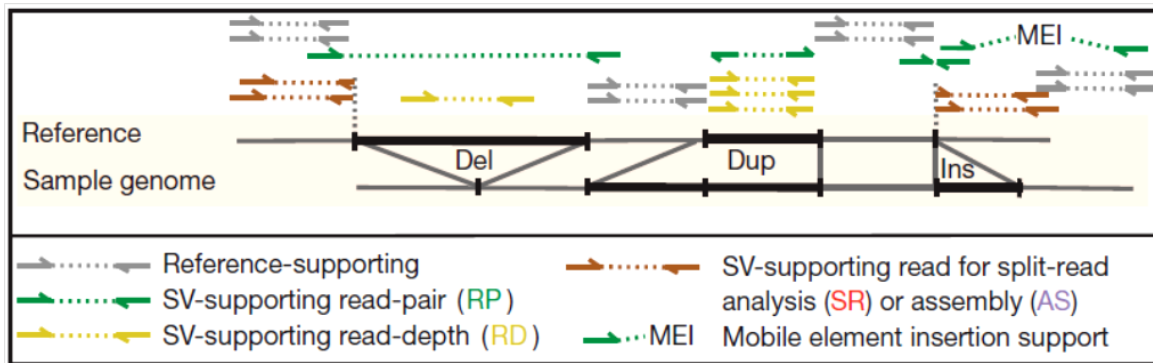 MEI
Reference
Del
Dup
Ins
Sample genome
Reference-supporting
SV-supporting read-pair (RP)
SV-supporting read-depth (RD)
SV-supporting read for split-read
analysis (SR) or assembly (AS)
MEI
Mobile element insertion support